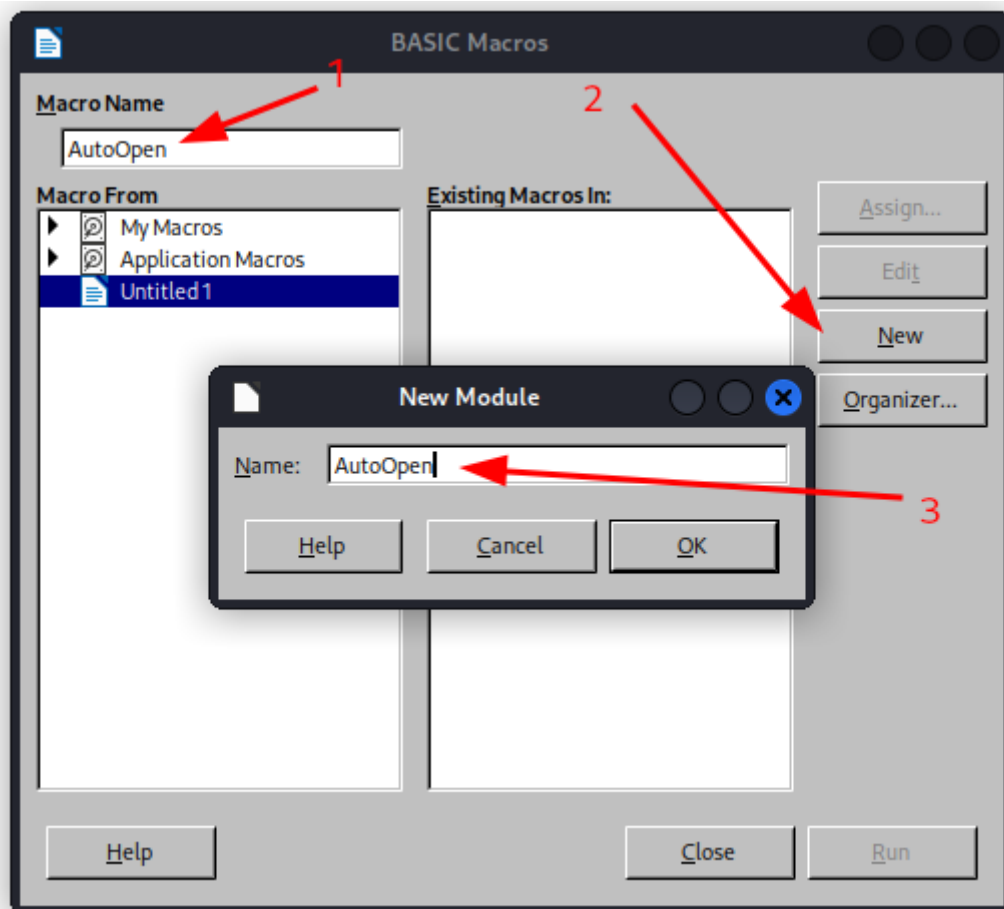 BASIC Macros
1
Macro Name
2
AutoOpen
Macro From
Existing Macros In:
My Macros
Application Macros
Untitled 1
Assign...
Edit
New
Organizer...
New Module
Name: AutoOpen
3
Help Cancel OK
Help Close Run